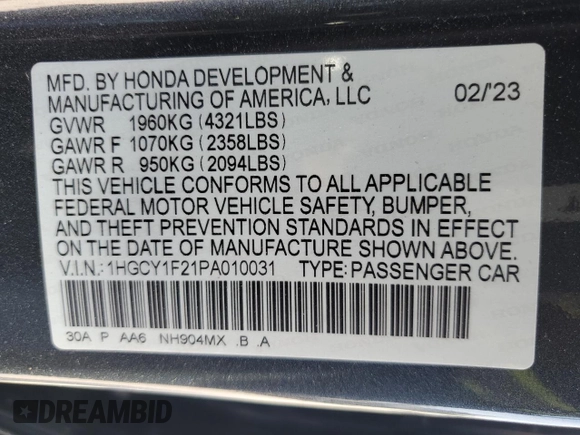 MFD. BY HONDA DEVELOPMENT &
MANUFACTURING OF AMERICA, LLC 02/'23
GVWR 1960KG (4321LBS)
GAWR F 1070KG (2358LBS)
GAWR R 950KG (2094LBS)
THIS VEHICLE CONFORMS TO ALL APPLICABLE
FEDERAL MOTOR VEHICLE SAFETY, BUMPER,
AND THEFT PREVENTION STANDARDS IN EFFECT
ON THE DATE OF MANUFACTURE SHOWN ABOVE.
V.I.N.: 1HGCY1F21PA010031 TYPE: PASSENGER CAR
30A P AA6 NH904MX .B .A
DREAMBID